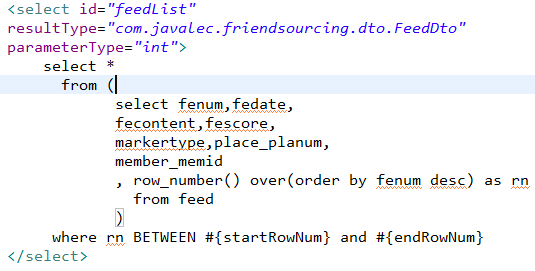 <select id="feedList"
resultType="com.javalec.friendsourcing.dto.FeedDto"
parameterType="int">
select *
from (
select fenum,fedate,
fecontent,fescore,
markertype,place_planum,
member_memid
, row_number() over(order by fenum desc) as rn
from feed
)
where rn BETWEEN #{startRowNum} and #{endRowNum}
</select>